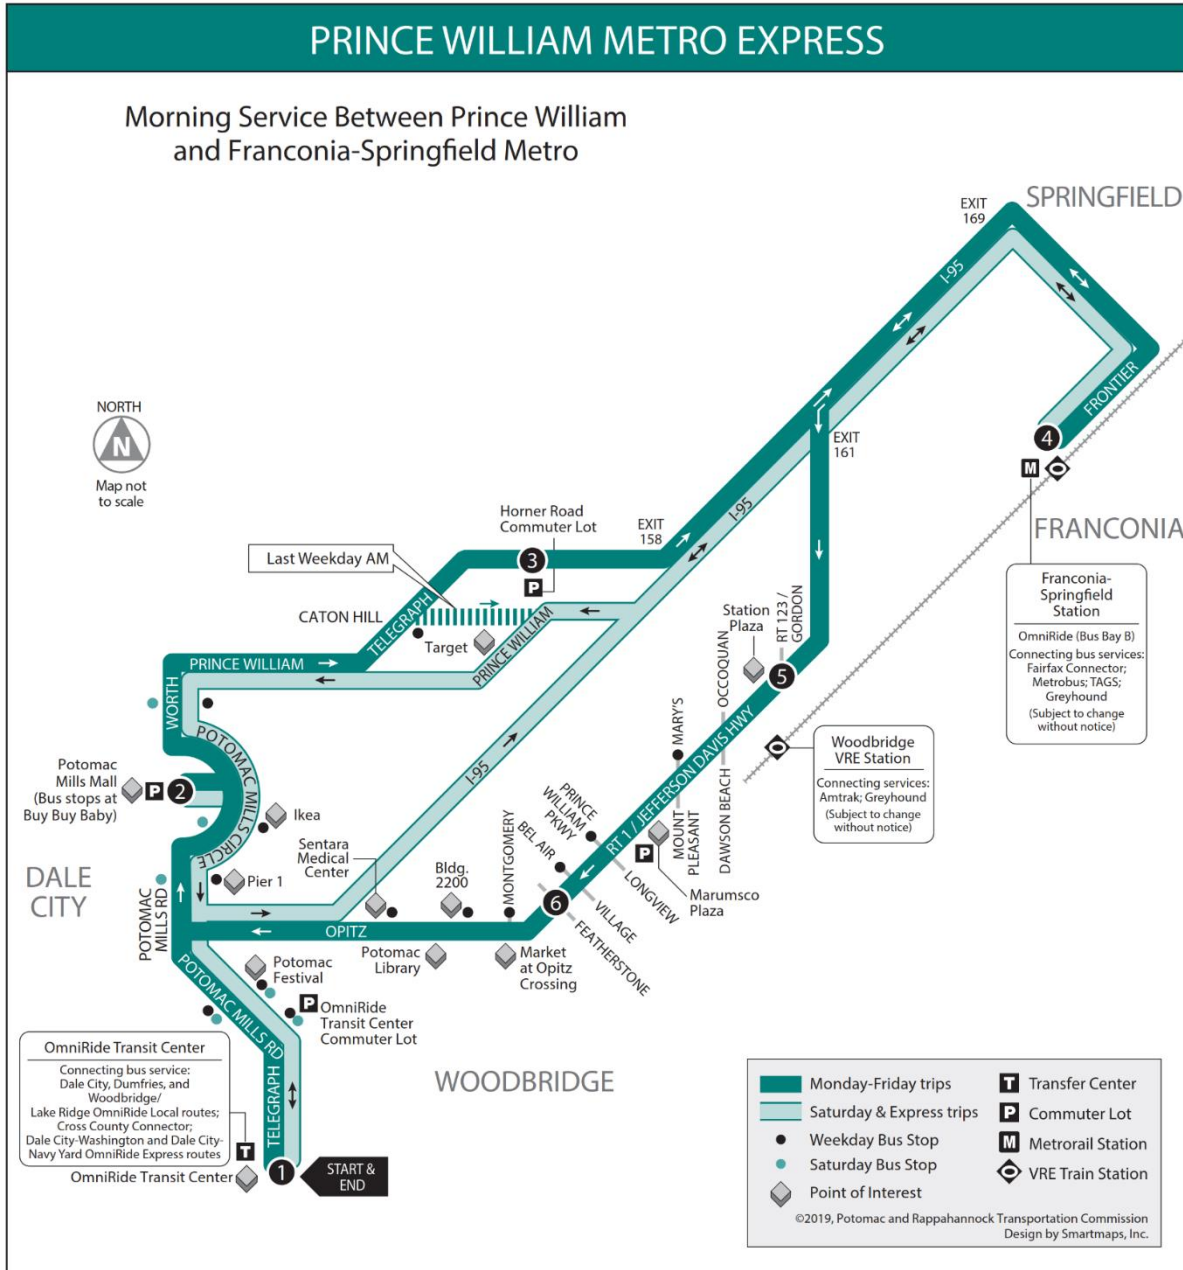 PRINCE WILLIAM METRO EXPRESS
Morning Service Between Prince William
and Franconia-Springfield Metro
SPRINGFIELD
EXIT
169
I-95
FRONTIER
NORTH
N
Map not
to scale
4
EXIT
161
M
Horner Road
Commuter Lot
EXIT
158
I-95
FRANCONIA
Last Weekday AM
3
P
Franconia-
Springfield
Station
OmniRide (Bus Bay B)
Connecting bus services:
Fairfax Connector;
Metrobus; TAGS;
Greyhound
(Subject to change
without notice)
CATON HILL
TELEGRAPH
Target
PRINCE WILLIAM
Station
Plaza
RT 123 /
GORDON
PRINCE WILLIAM
5
OCCOQUAN
WORTH
POTOMAC MILLS CIRCLE
MARY'S
RT 1 / JEFFERSON DAVIS HWY
Woodbridge
VRE Station
Connecting services:
Amtrak; Greyhound
(Subject to change
without notice)
Potomac
Mills Mall
(Bus stops at
Buy Buy Baby)
P
2
I-95
Ikea
PRINCE
WILLIAM
PKWY
MOUNT
PLEASANT
DAWSON BEACH
Sentara
Medical
Center
BEL AIR
P
Bldg.
2200
MONTGOMERY
DALE
CITY
Pier 1
LONGVIEW
Marumsco
Plaza
6
VILLAGE
POTOMAC
MILLS RD
OPITZ
FEATHERSTONE
Potomac
Library
Market
at Opitz
Crossing
Potomac
Festival
POTOMAC MILLS RD
P
OmniRide
Transit Center
Commuter Lot
OmniRide Transit Center
Connecting bus service:
Dale City, Dumfries, and
Woodbridge/
Lake Ridge OmniRide Local routes;
Cross County Connector;
Dale City-Washington and Dale City-
Navy Yard OmniRide Express routes
WOODBRIDGE
TELEGRAPH
T
OmniRide Transit Center
1
START &
END
Monday-Friday trips
Saturday & Express trips
Weekday Bus Stop
Saturday Bus Stop
Point of Interest
T Transfer Center
P Commuter Lot
M Metrorail Station
VRE Train Station
©2019, Potomac and Rappahannock Transportation Commission
Design by Smartmaps, Inc.